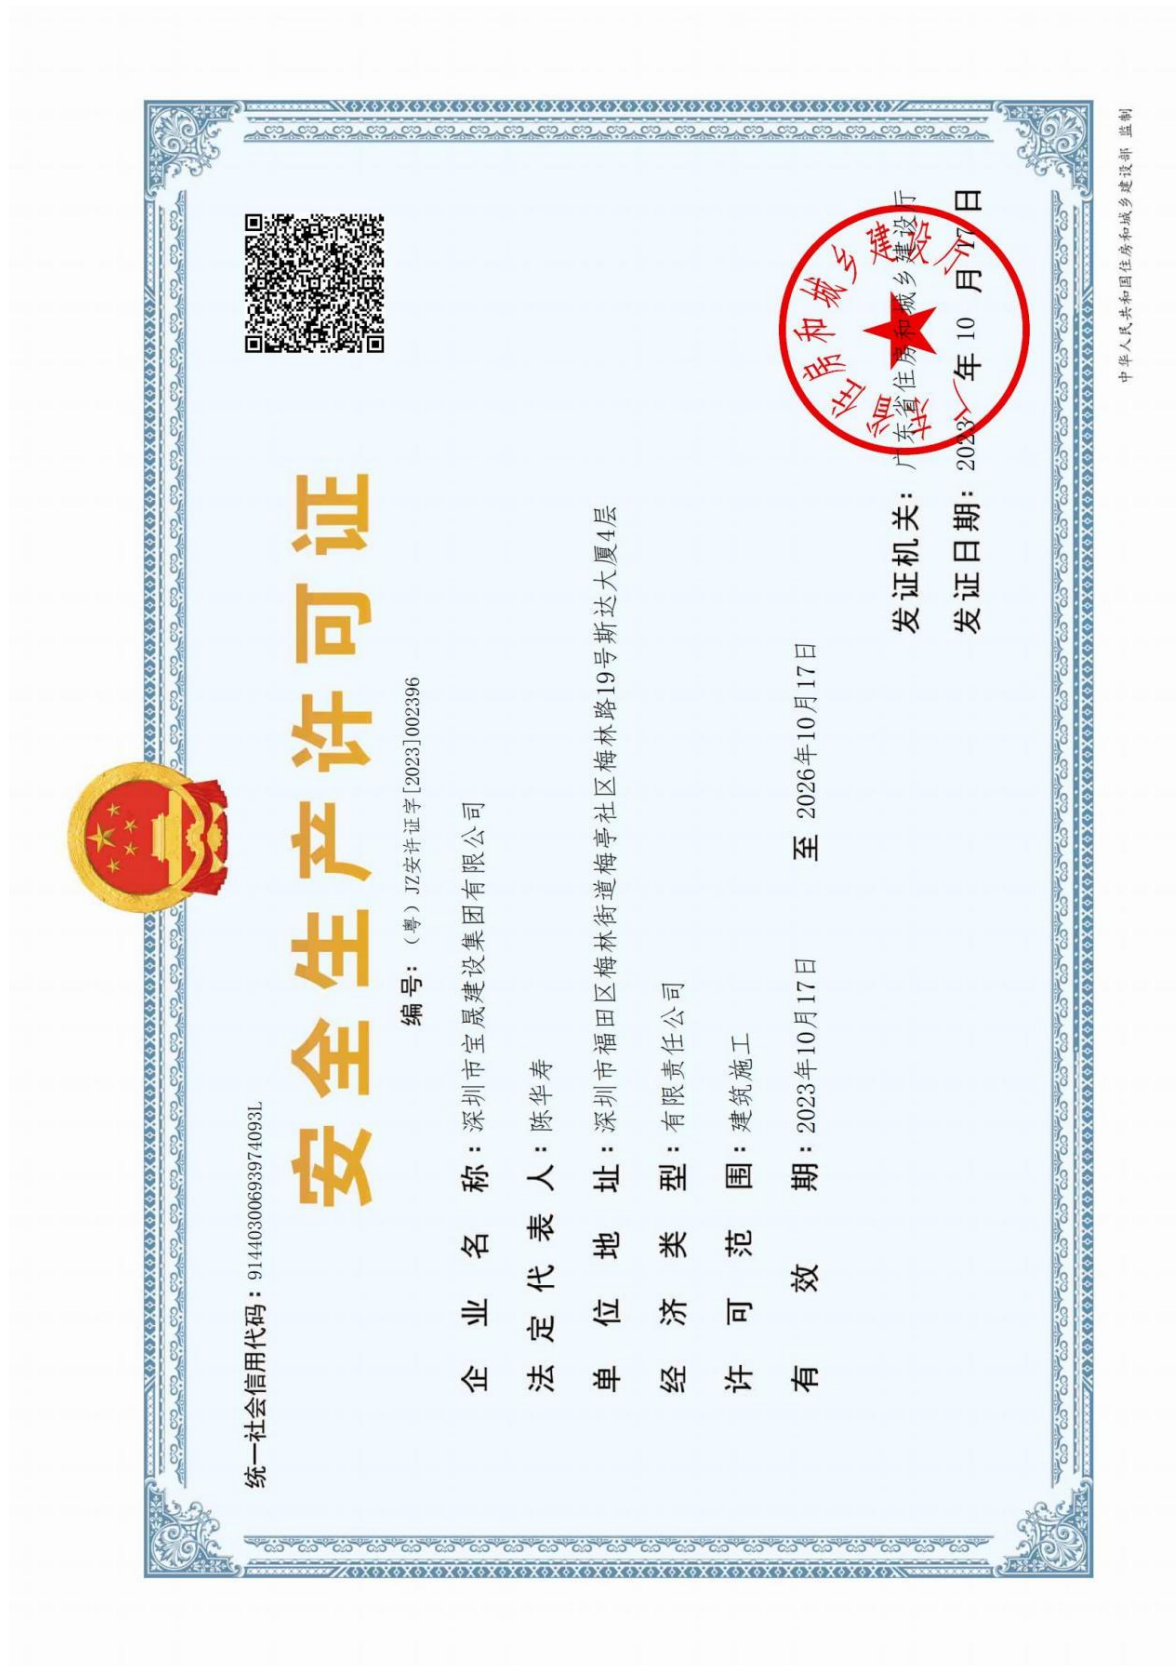 统一社会信用代码：91440300693974093L
安全生产许可证
编号：（粤）JZ安许证字[2023]002396
企业名称：深圳市宝晟建设集团有限公司
法定代表人：陈华寿
单位地址：深圳市福田区梅林街道梅亭社区梅林路19号斯达大厦4层
经济类型：有限责任公司
许可范围：建筑施工
有效期：2023年10月17日 至 2026年10月17日
发证机关：广东省住房和城乡建设厅
发证日期：2023年10月17日
广东省住房和城乡建设厅
中华人民共和国住房和城乡建设部 监制